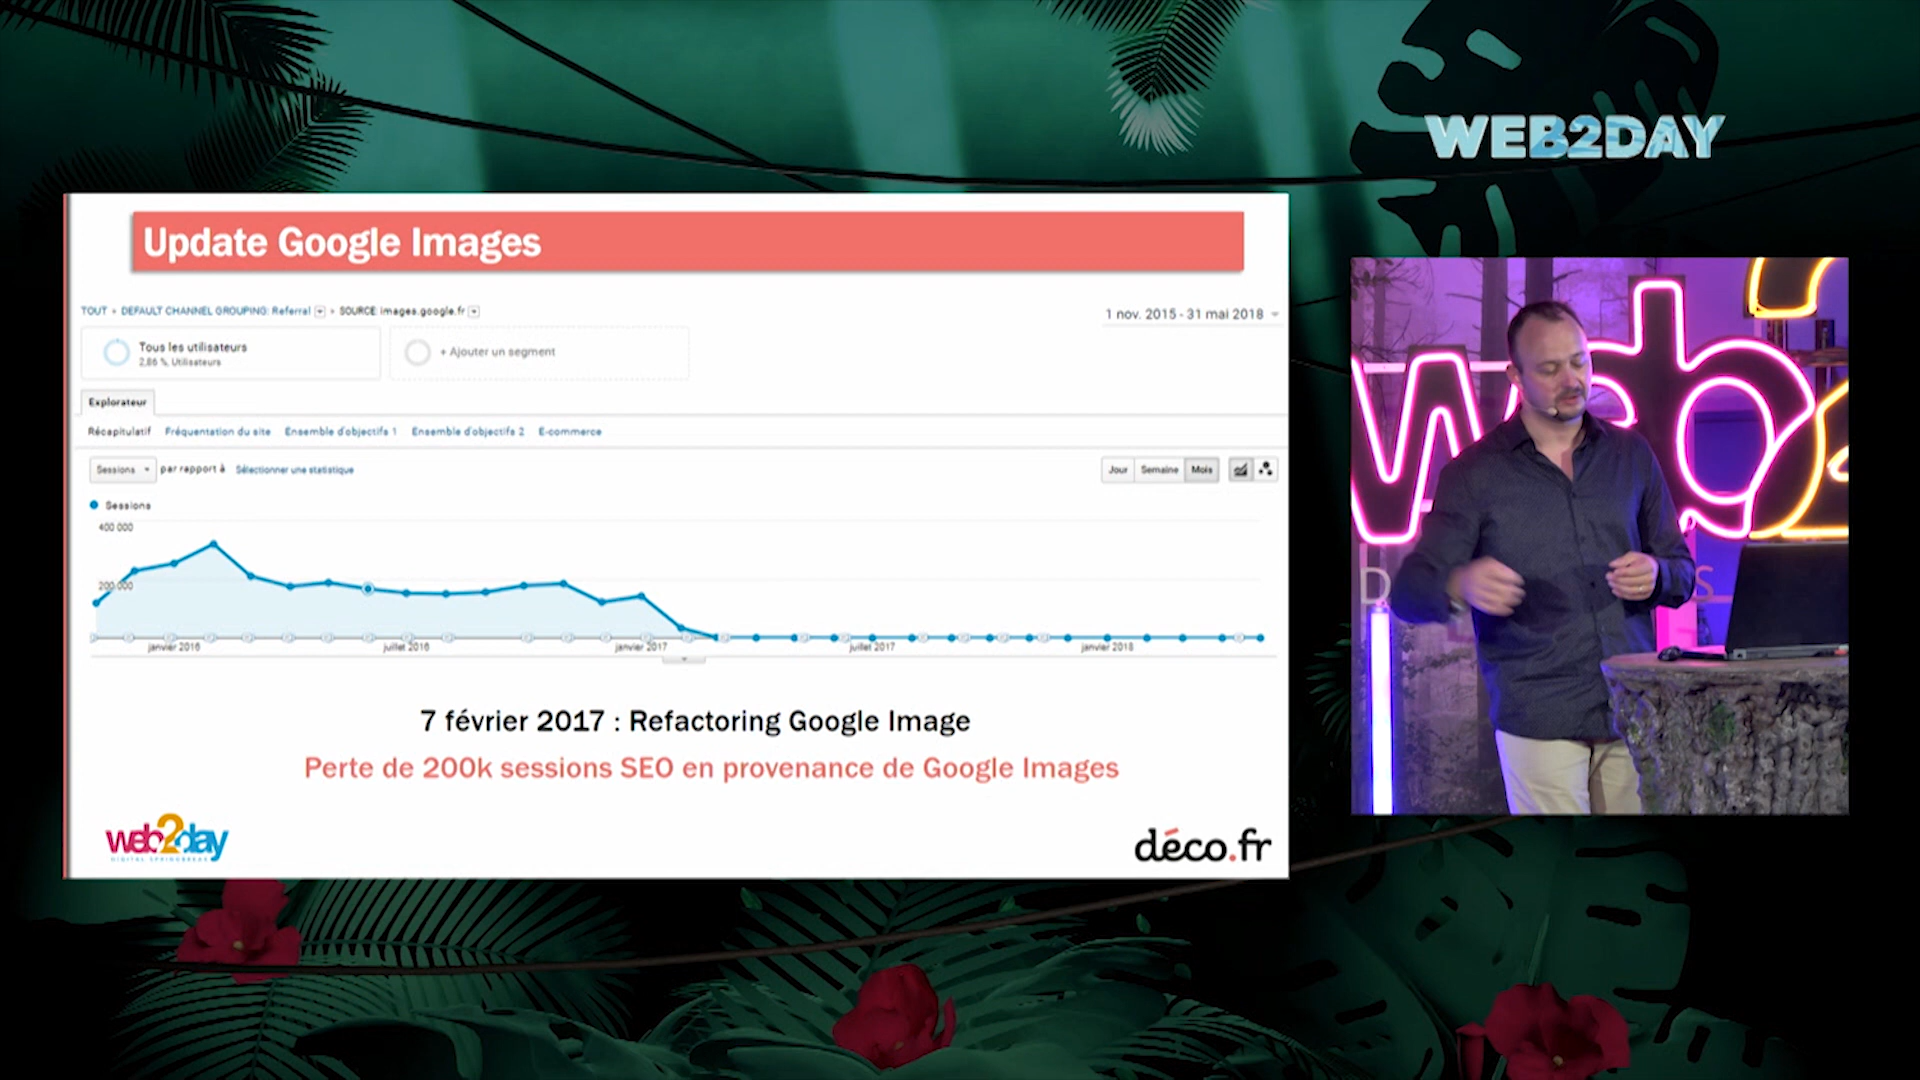 WEB2DAY
Update Google Images
TOUT • DEFAULT CHANNEL GROUPING: Referral SOURCE: images.google.fr
1 nov. 2015 - 31 mai 2018
Tous les utilisateurs
2,86 %, Utilisateurs
+ Ajouter un segment
Explorateur
Récapitulatif Fréquentation du site Ensemble d'objectifs 1 Ensemble d'objectifs 2 E-commerce
Sessions par rapport à Sélectionner une statistique
Jour Semaine Mois
Sessions
400 000
200 000
janvier 2016 juillet 2016 janvier 2017 juillet 2017 janvier 2018
7 février 2017 : Refactoring Google Image
Perte de 200k sessions SEO en provenance de Google Images
web2day
DIGITAL SPRINGBREAK
déco.fr